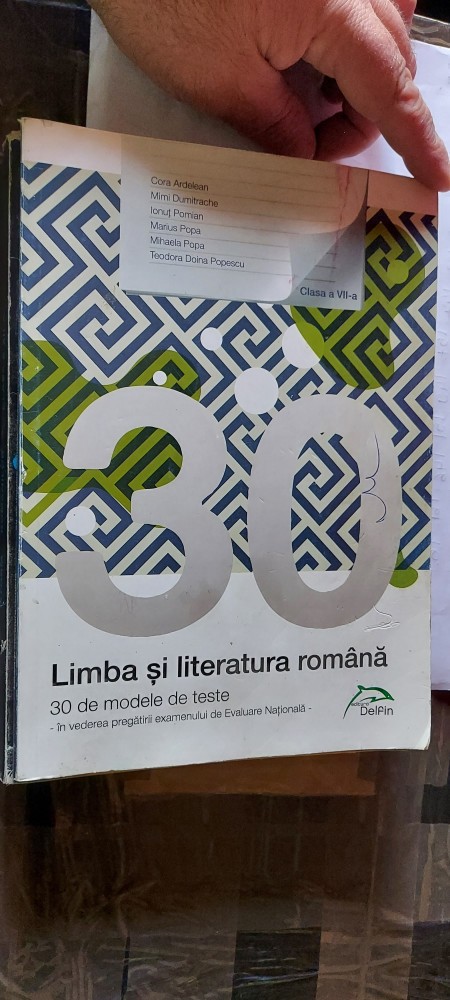 Cora Ardelean
Mimi Dumitrache
Ionuț Pomian
Marius Popa
Mihaela Popa
Teodora Doina Popescu
Clasa a VII-a
30
Limba și literatura română
30 de modele de teste
- în vederea pregătirii examenului de Evaluare Națională -
editura
Delfin